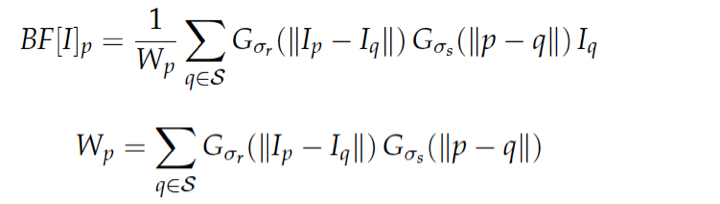 BF[I]_p = \frac{1}{W_p} \sum_{q \in \mathcal{S}} G_{\sigma_r}(\|I_p - I_q\|) \, G_{\sigma_s}(\|p - q\|) \, I_q
W_p = \sum_{q \in \mathcal{S}} G_{\sigma_r}(\|I_p - I_q\|) \, G_{\sigma_s}(\|p - q\|)